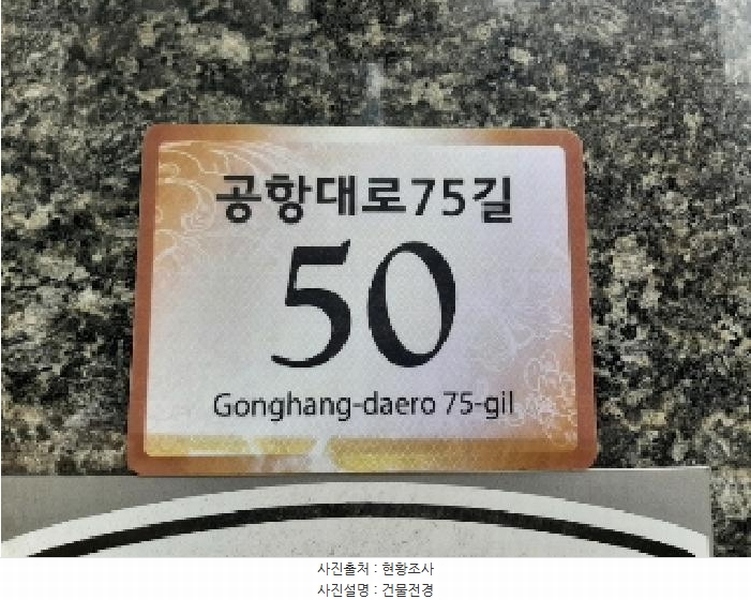 공항대로75길
50
Gonghang-daero 75-gil
사진출처 : 현황조사
사진설명 : 건물전경